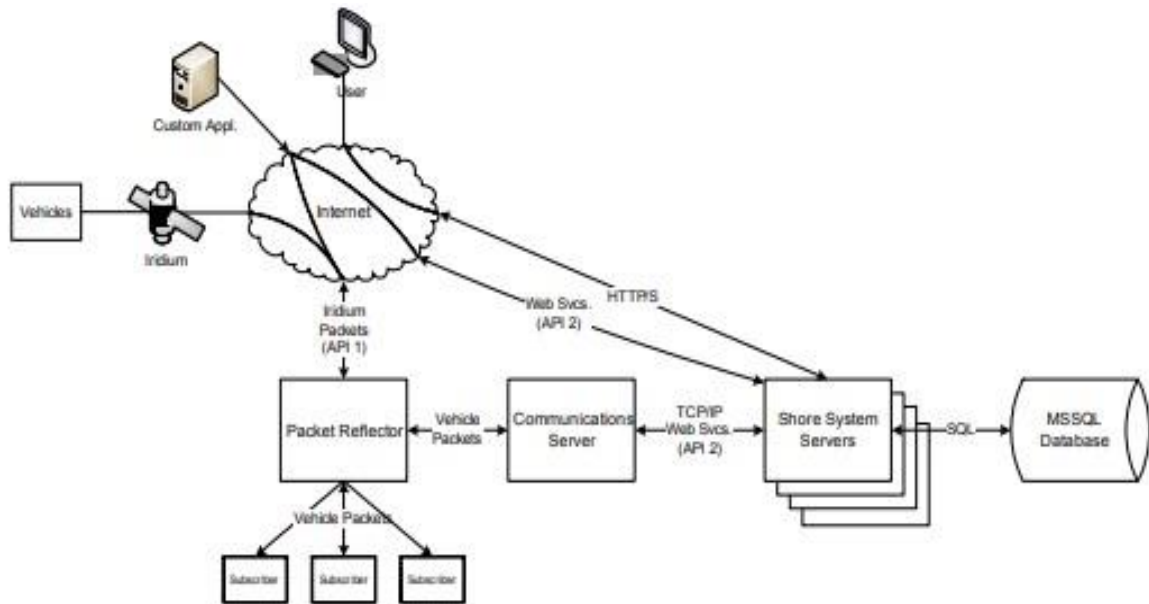 User
Custom Appl.
Vehicles
Internet
Iridium
HTTP/S
Web Svcs.
(API 2)
Iridium
Packets
(API 1)
Packet Reflector
Vehicle
Packets
Communications
Server
TCP/IP
Web Svcs.
(API 2)
Shore System
Servers
SQL
MSSQL
Database
Vehicle Packets
Subscriber
Subscriber
Subscriber